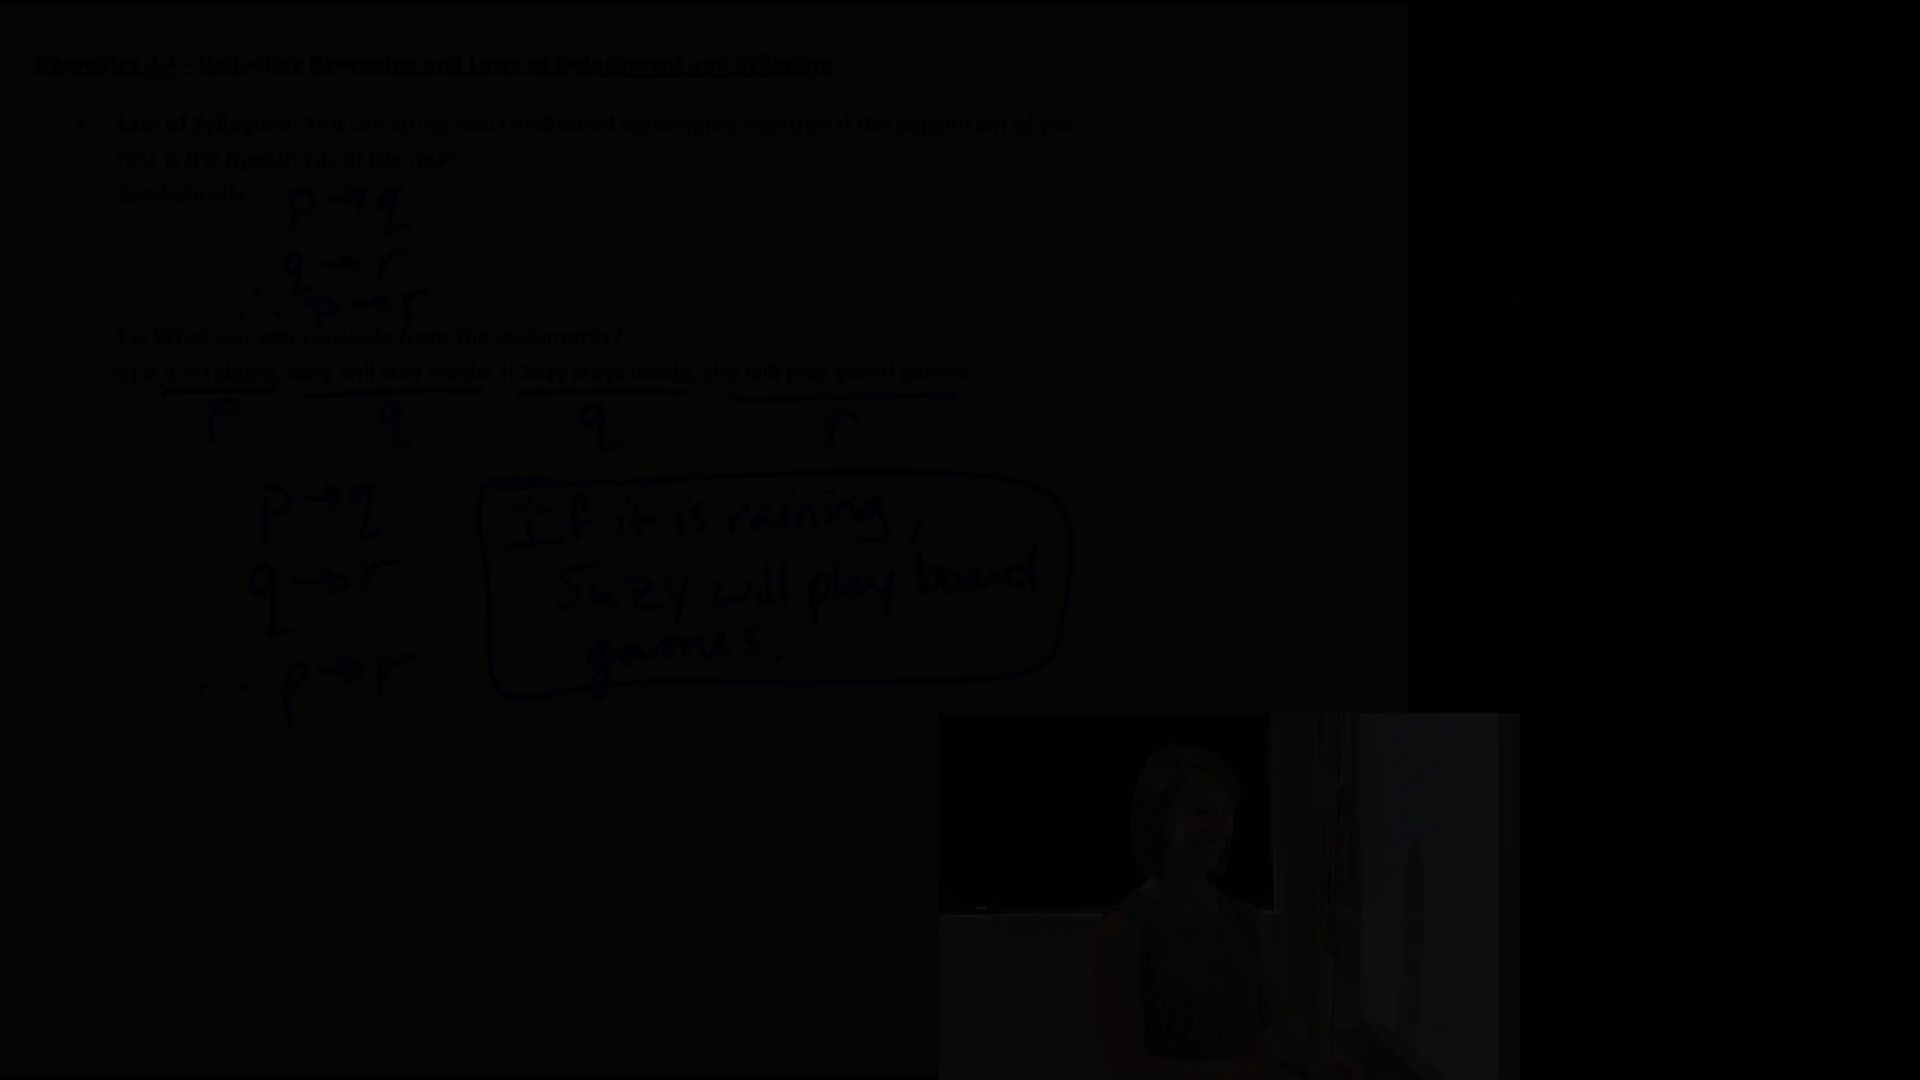 Geometry 2.4 - Deductive Reasoning and Laws of Detachment and Syllogism
• Law of Syllogism: You can string two conditional statements together if the conclusion of the
first is the hypothesis of the next
Symbolically:
p → q
q → r
∴ p → r
Ex: What can you conclude from the statements?
If it is raining, Suzy will stay inside. If Suzy stays inside, she will play board games.
p q q r
p → q
q → r
∴ p → r
If it is raining,
Suzy will play board
games.